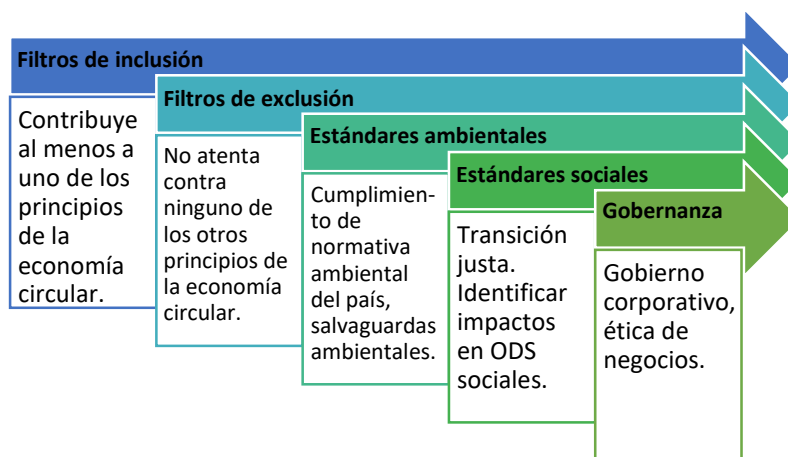 Filtros de inclusión
Contribuye
al menos a
uno de los
principios
de la
economía
circular.
Filtros de exclusión
No atenta
contra
ninguno de
los otros
principios de
la economía
circular.
Estándares ambientales
Cumplimien-
to de
normativa
ambiental
del país,
salvaguardas
ambientales.
Estándares sociales
Transición
justa.
Identificar
impactos
en ODS
sociales.
Gobernanza
Gobierno
corporativo,
ética de
negocios.